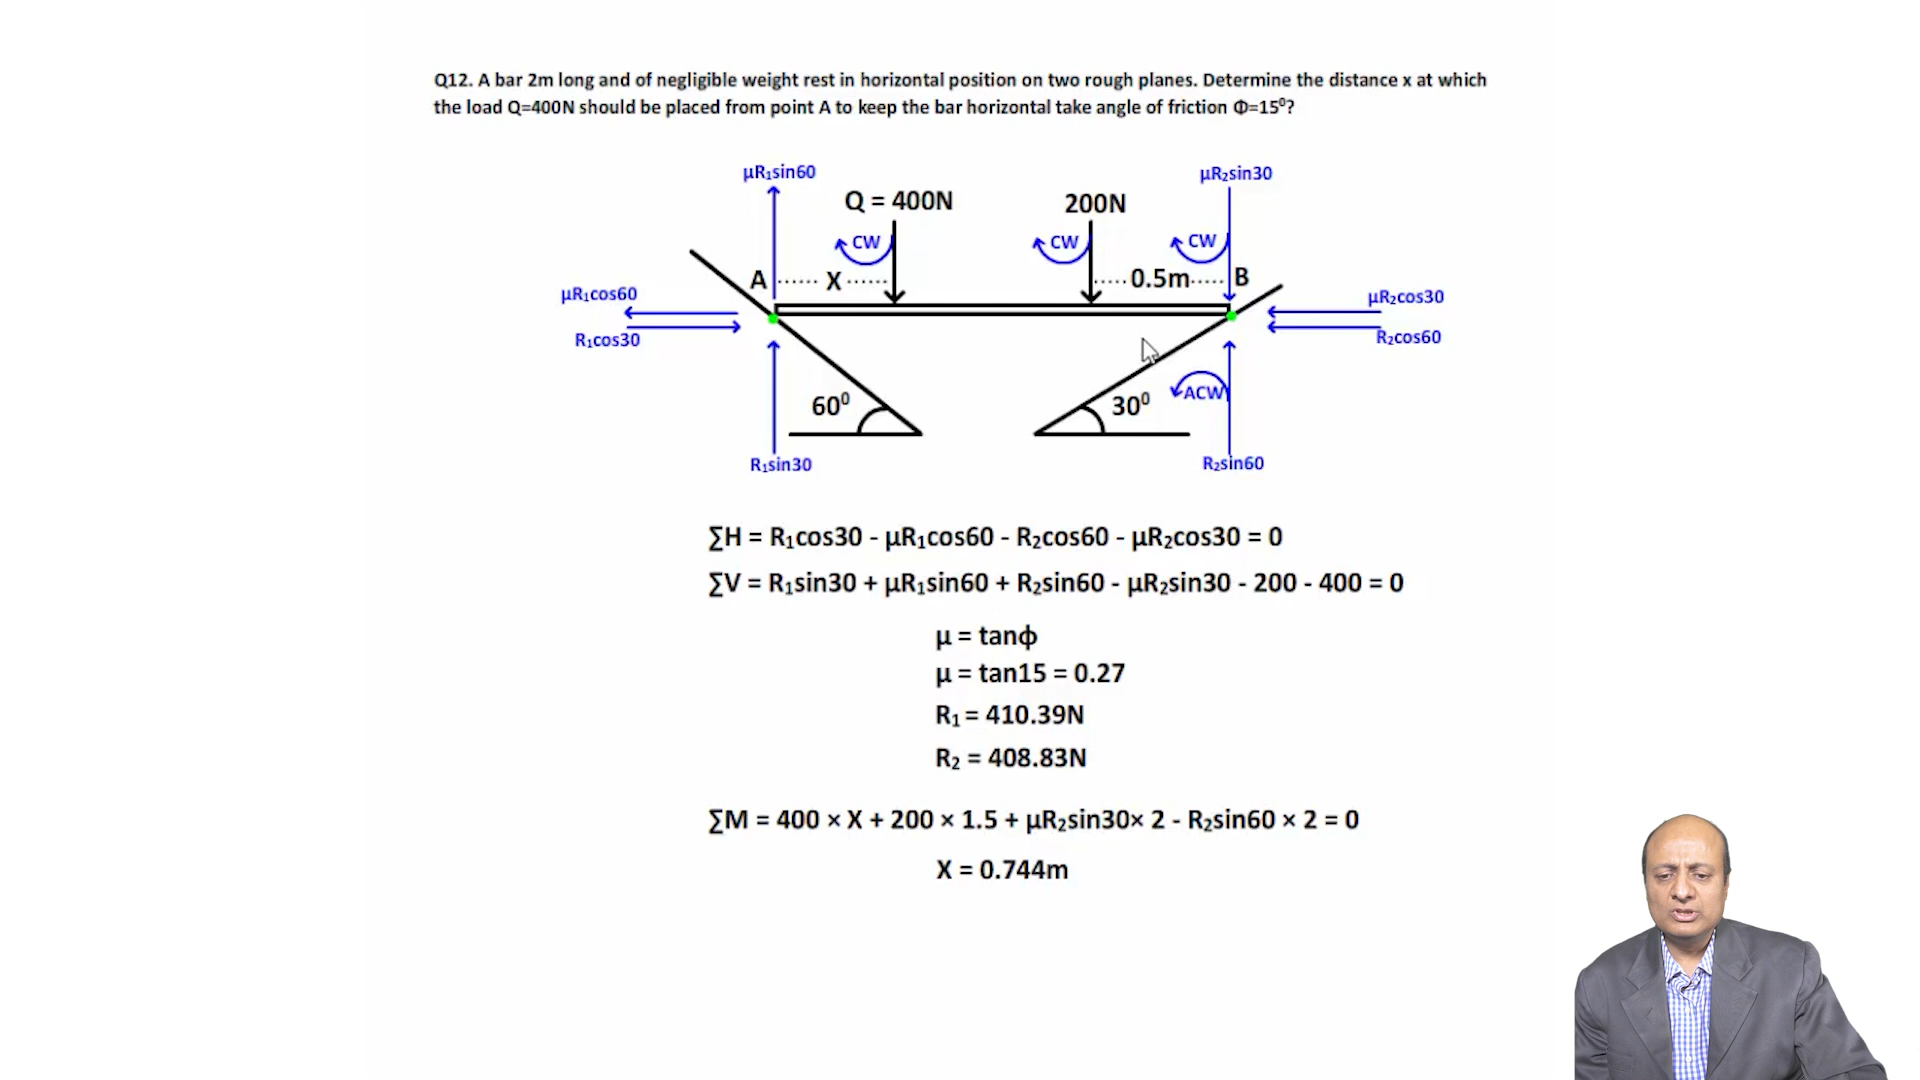 Q12. A bar 2m long and of negligible weight rest in horizontal position on two rough planes. Determine the distance x at which
the load Q=400N should be placed from point A to keep the bar horizontal take angle of friction Φ=15⁰?
μR₁sin60
μR₂sin30
Q = 400N
200N
CW
CW
CW
A
X
0.5m
B
μR₁cos60
μR₂cos30
R₁cos30
R₂cos60
60⁰
30⁰
ACW
R₁sin30
R₂sin60
∑H = R₁cos30 - μR₁cos60 - R₂cos60 - μR₂cos30 = 0
∑V = R₁sin30 + μR₁sin60 + R₂sin60 - μR₂sin30 - 200 - 400 = 0
μ = tanϕ
μ = tan15 = 0.27
R₁ = 410.39N
R₂ = 408.83N
∑M = 400 × X + 200 × 1.5 + μR₂sin30× 2 - R₂sin60 × 2 = 0
X = 0.744m